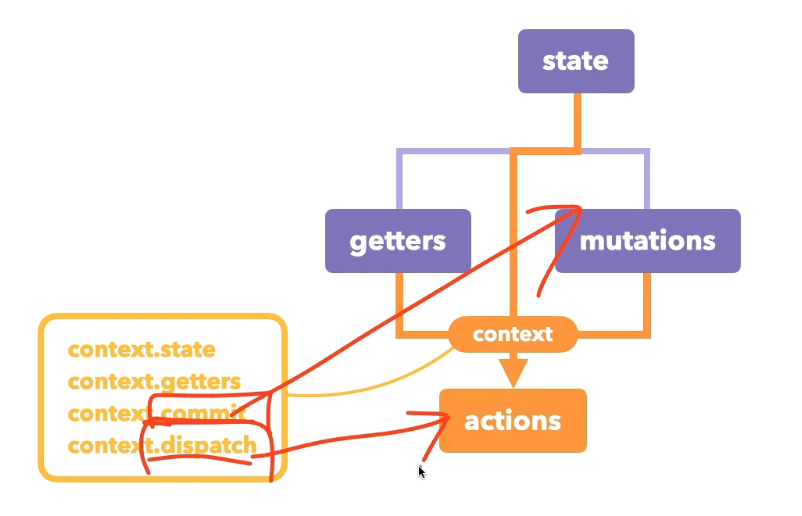 state
getters
mutations
context
context.state
context.getters
context.commit
context.dispatch
actions